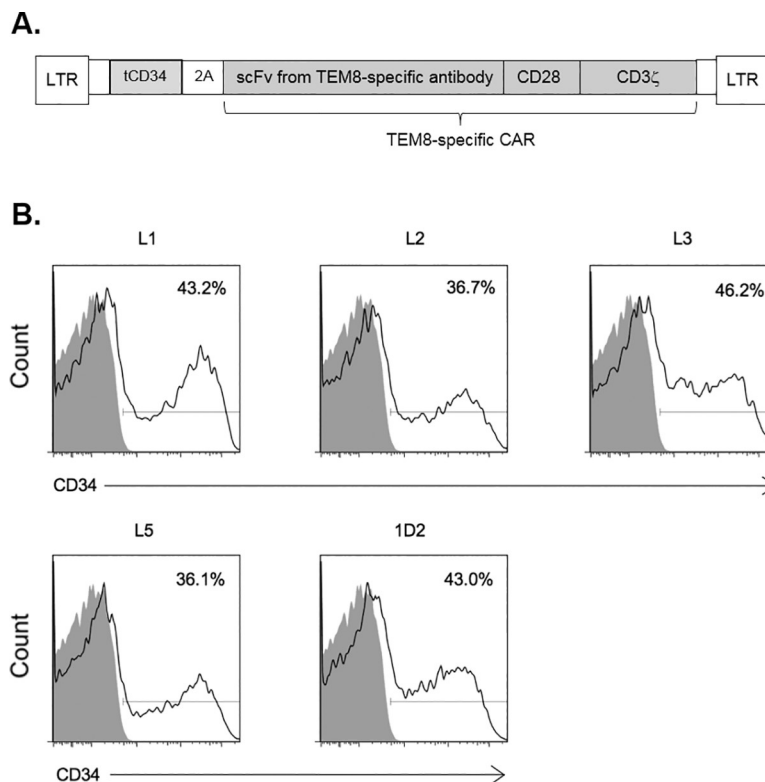 A.
LTR tCD34 2A scFv from TEM8-specific antibody CD28 CD3ζ LTR
TEM8-specific CAR
B.
L1 L2 L3
43.2% 36.7% 46.2%
Count
CD34
L5 1D2
36.1% 43.0%
Count
CD34